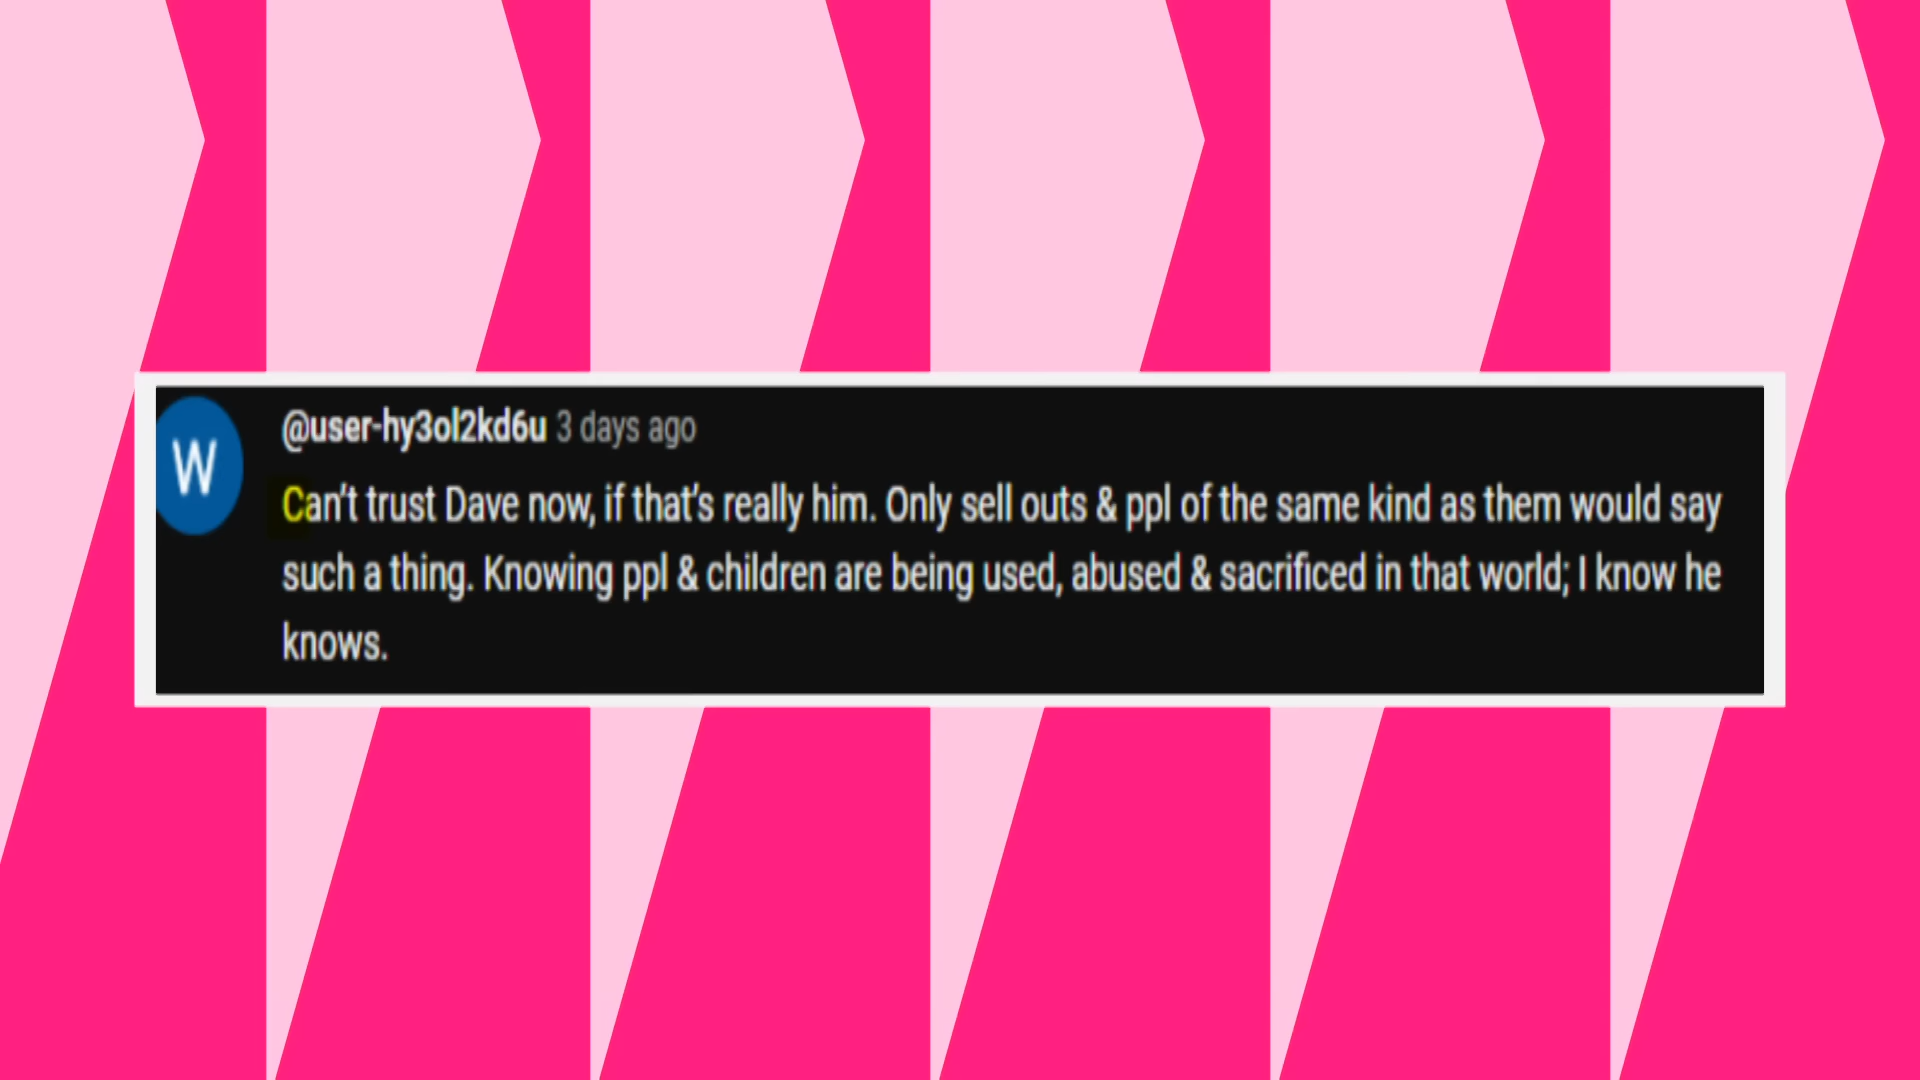 W
@user-hy3ol2kd6u 3 days ago
Can't trust Dave now, if that's really him. Only sell outs & ppl of the same kind as them would say
such a thing. Knowing ppl & children are being used, abused & sacrificed in that world; I know he
knows.